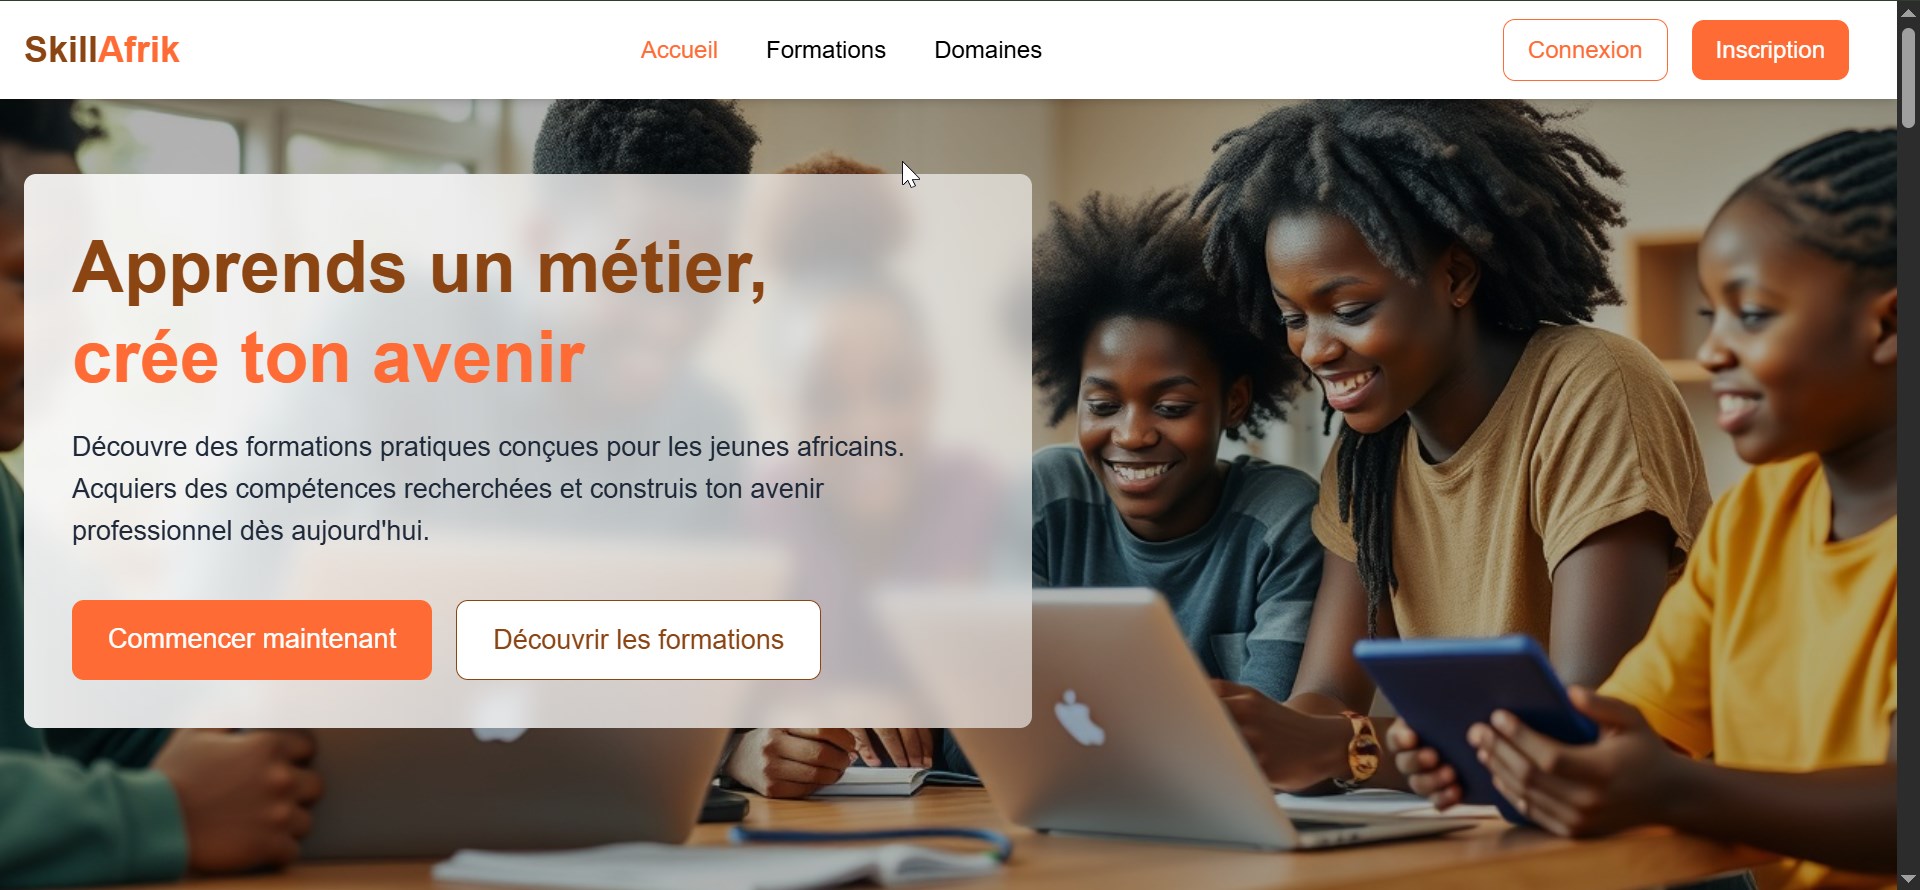 SkillAfrik
Accueil
Formations
Domaines
Connexion
Inscription
Apprends un métier,
crée ton avenir
Découvre des formations pratiques conçues pour les jeunes africains.
Acquiers des compétences recherchées et construis ton avenir
professionnel dès aujourd'hui.
Commencer maintenant
Découvrir les formations